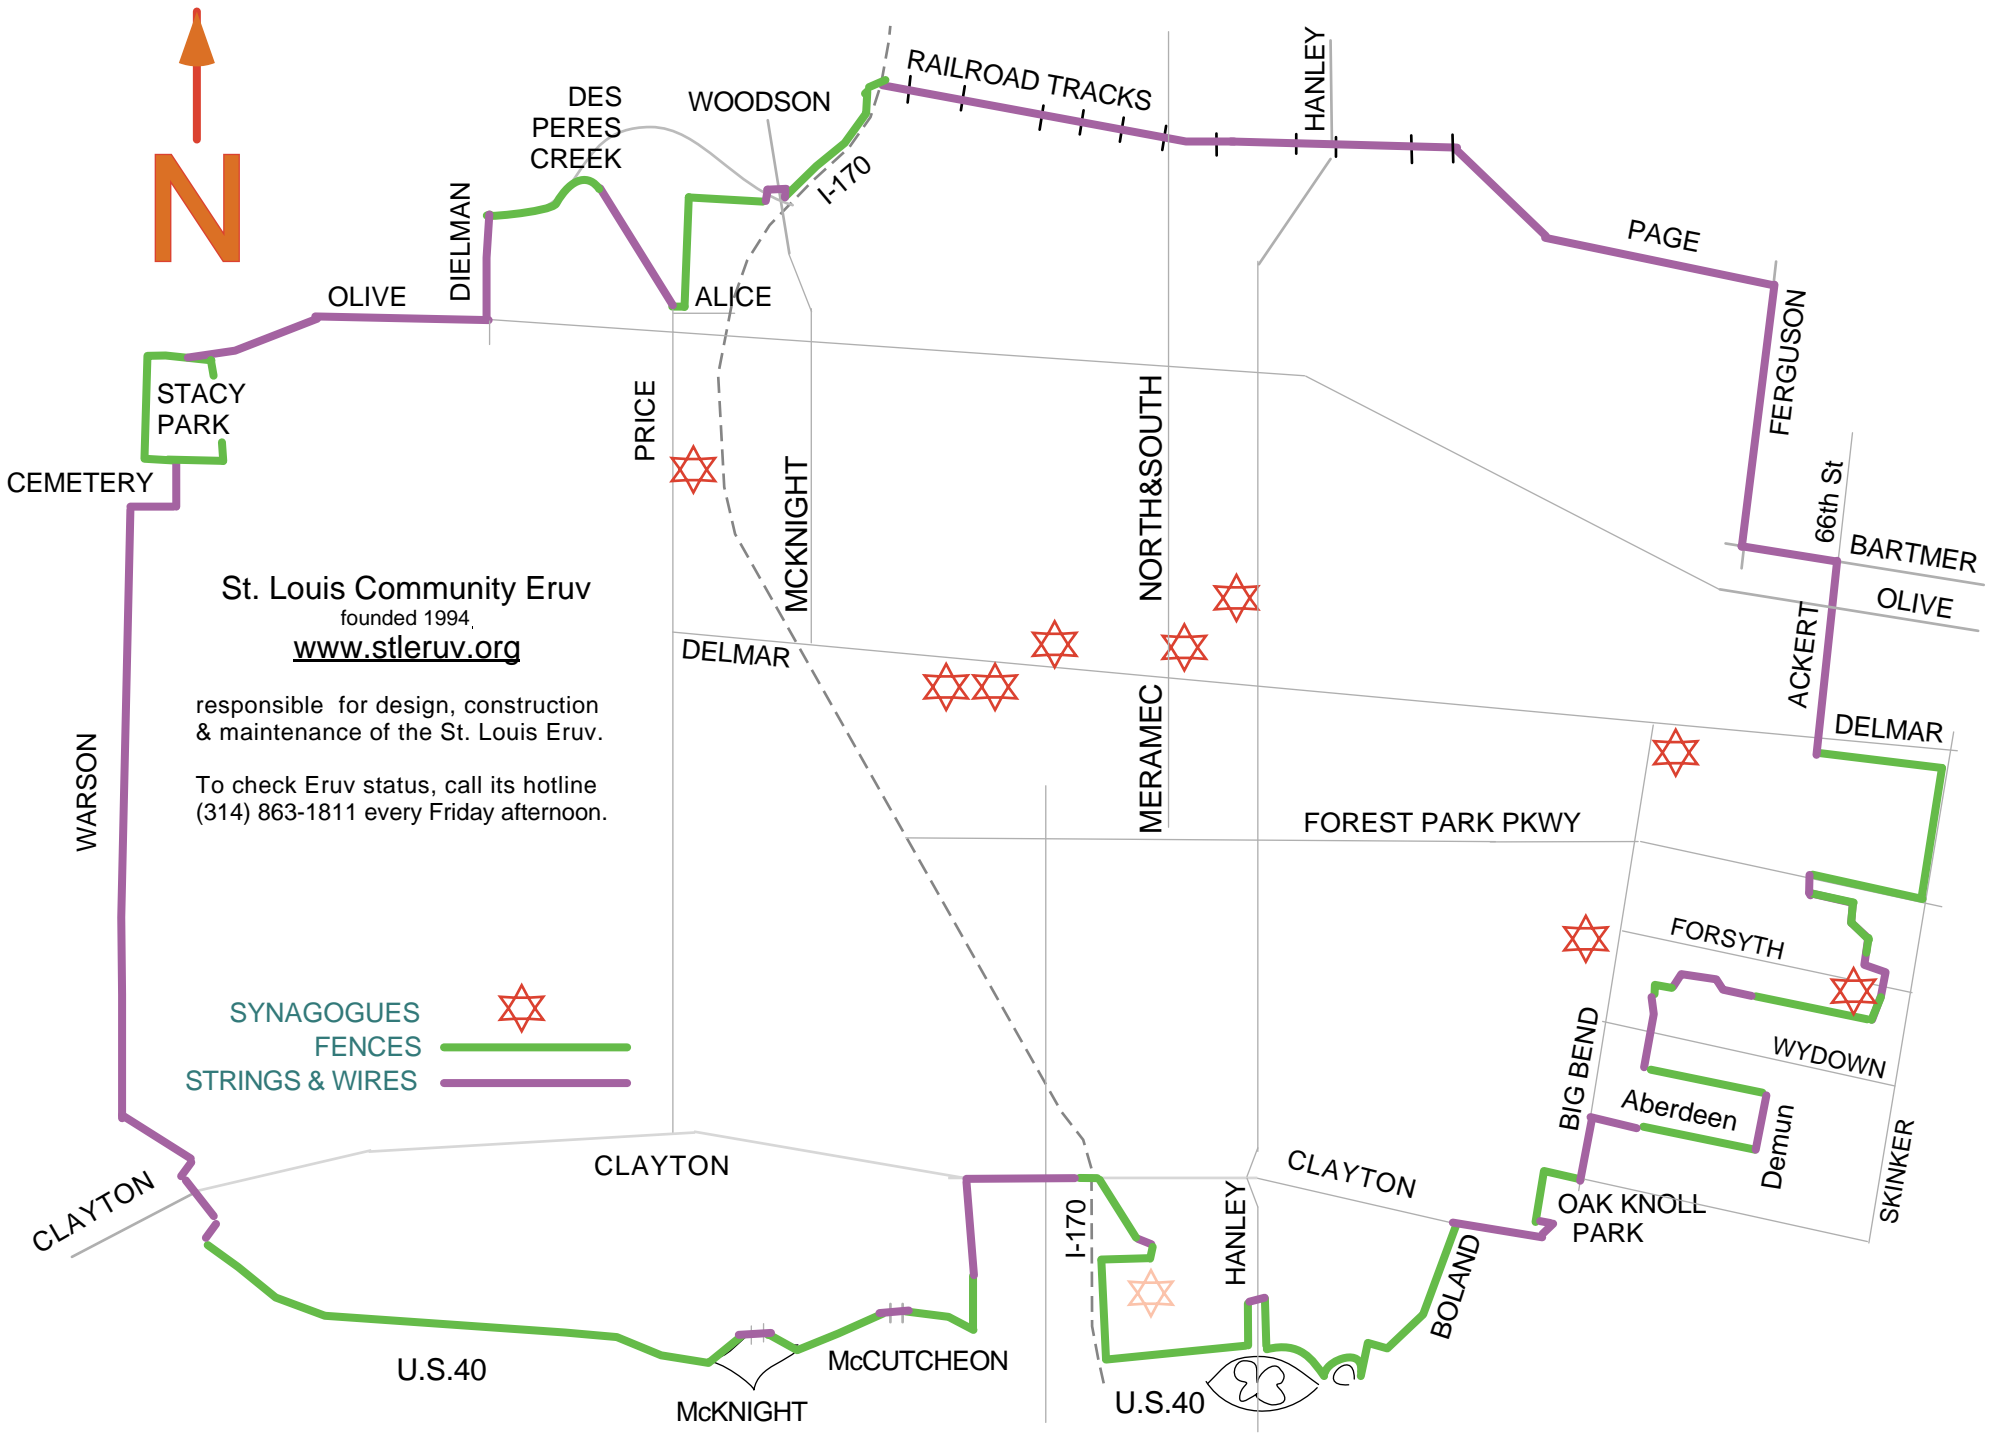 N
DES
PERES
CREEK
WOODSON
RAILROAD TRACKS
HANLEY
I-170
DIELMAN
OLIVE
ALICE
PAGE
FERGUSON
STACY
PARK
CEMETERY
PRICE
MCKNIGHT
NORTH&SOUTH
66th St
BARTMER
OLIVE
ACKERT
St. Louis Community Eruv
founded 1994
www.stleruv.org
responsible for design, construction
& maintenance of the St. Louis Eruv.
To check Eruv status, call its hotline
(314) 863-1811 every Friday afternoon.
DELMAR
MERAMEC
DELMAR
WARSON
FOREST PARK PKWY
FORSYTH
SYNAGOGUES
FENCES
STRINGS & WIRES
BIG BEND
WYDOWN
Aberdeen
Demun
SKINKER
CLAYTON
CLAYTON
CLAYTON
I-170
HANLEY
OAK KNOLL
PARK
BOLAND
U.S.40
McCUTCHEON
McKNIGHT
U.S.40